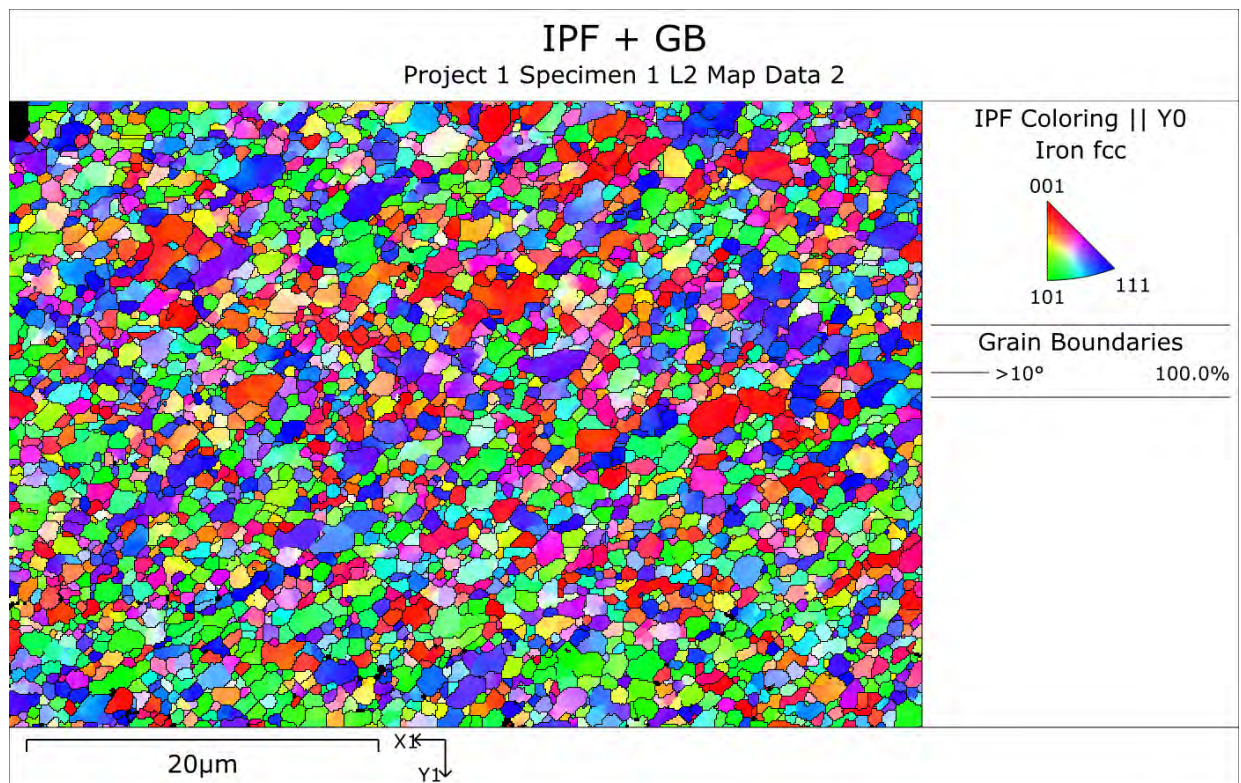 IPF + GB
Project 1 Specimen 1 L2 Map Data 2
IPF Coloring || Y0
Iron fcc
001
101
111
Grain Boundaries
>10° 100.0%
20µm
X1
Y1